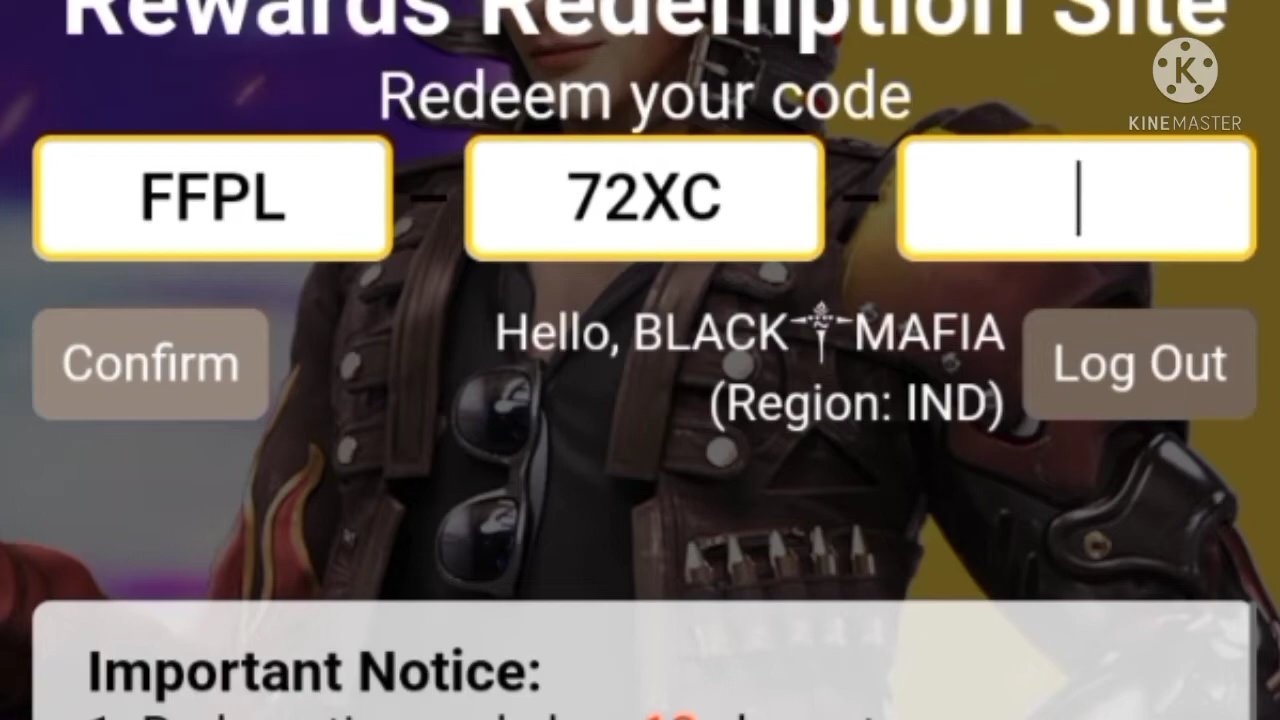 Rewards Redemption Site
KINEMASTER
Redeem your code
FFPL - 72XC -
Confirm
Hello, BLACK༒MAFIA
(Region: IND)
Log Out
Important Notice: